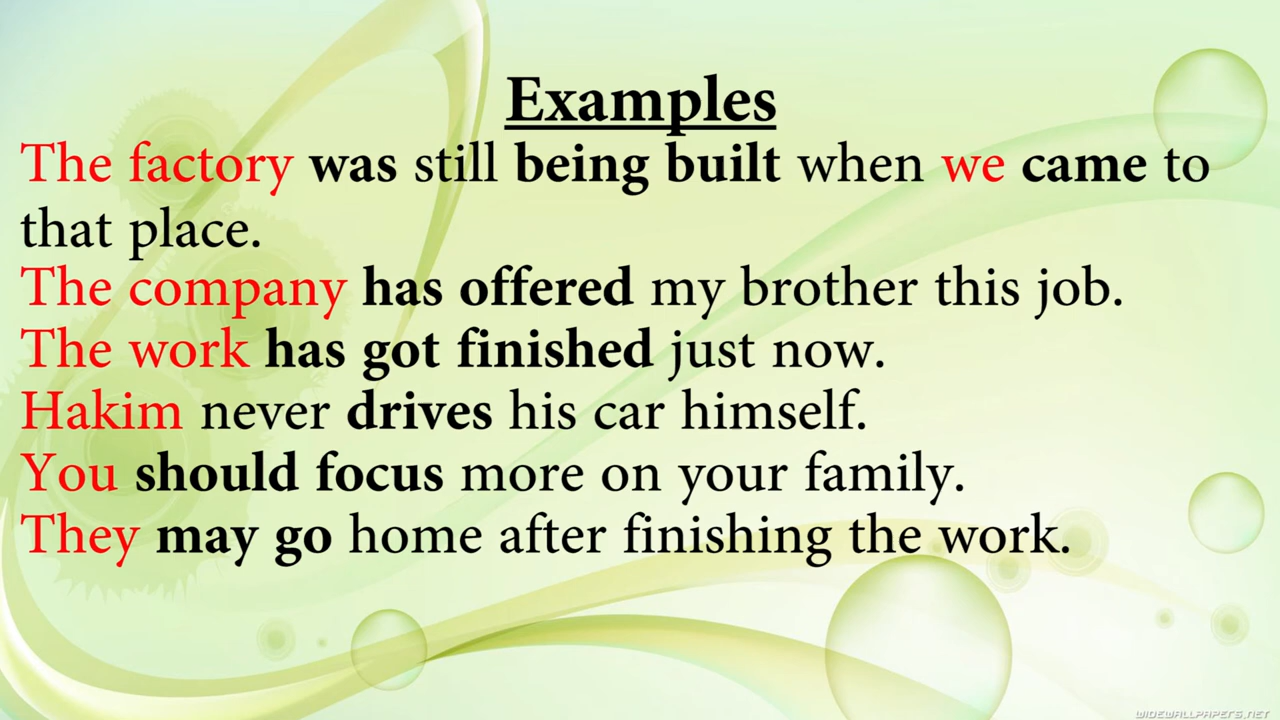 Examples
The factory was still being built when we came to
that place.
The company has offered my brother this job.
The work has got finished just now.
Hakim never drives his car himself.
You should focus more on your family.
They may go home after finishing the work.
WIDEWALLPAPERS.NET